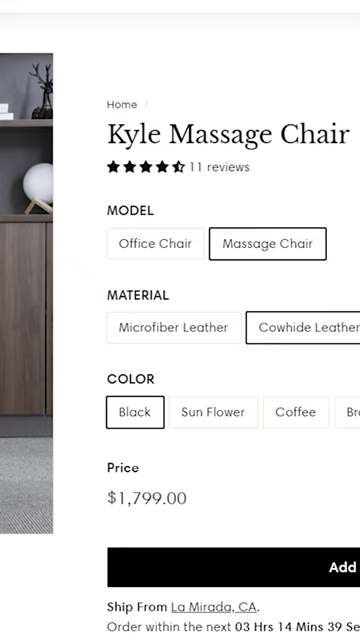 Home /
Kyle Massage Chair
11 reviews
MODEL
Office Chair Massage Chair
MATERIAL
Microfiber Leather Cowhide Leather
COLOR
Black Sun Flower Coffee
Price
$1,799.00
Add
Ship From La Mirada, CA.
Order within the next 03 Hrs 14 Mins 39 Se